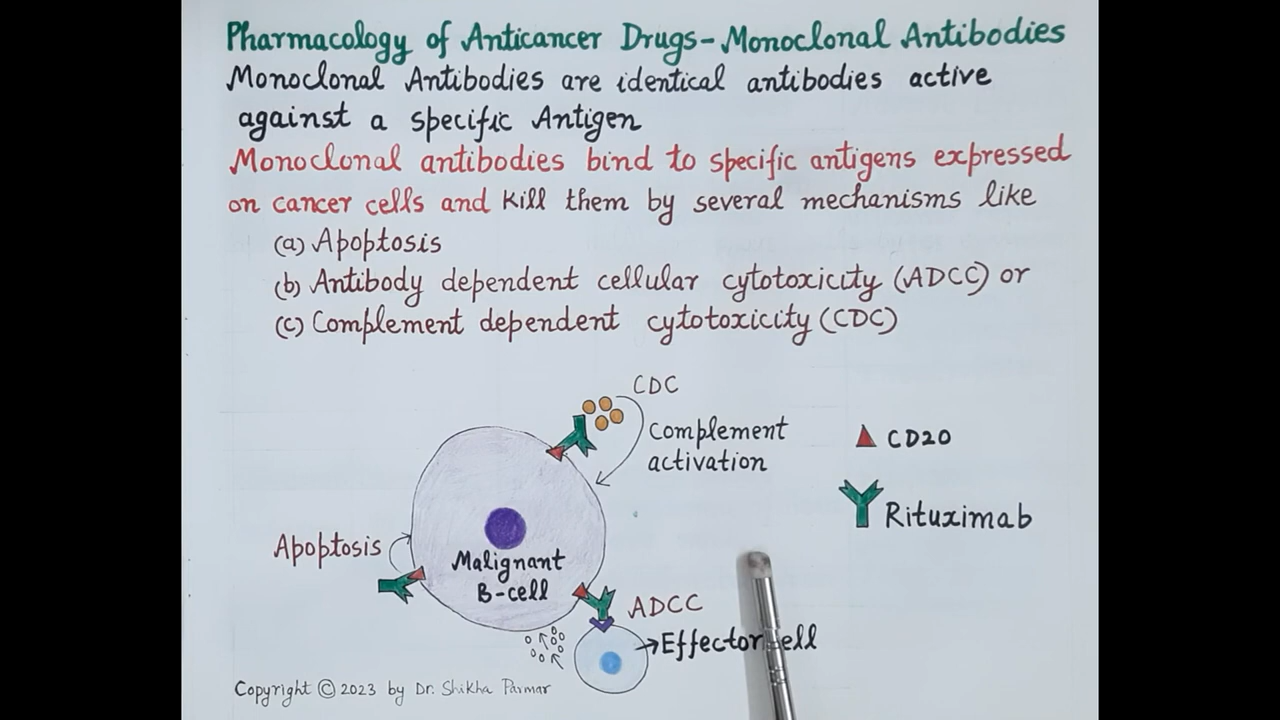 Pharmacology of Anticancer Drugs-Monoclonal Antibodies
Monoclonal Antibodies are identical antibodies active
against a specific Antigen
Monoclonal antibodies bind to specific antigens expressed
on cancer cells and kill them by several mechanisms like
(a) Apoptosis
(b) Antibody dependent cellular cytotoxicity (ADCC) or
(c) Complement dependent cytotoxicity (CDC)
CDC
Complement
activation
CD20
Rituximab
Apoptosis
Malignant
B-cell
ADCC
Effector cell
Copyright © 2023 by Dr. Shikha Parmar